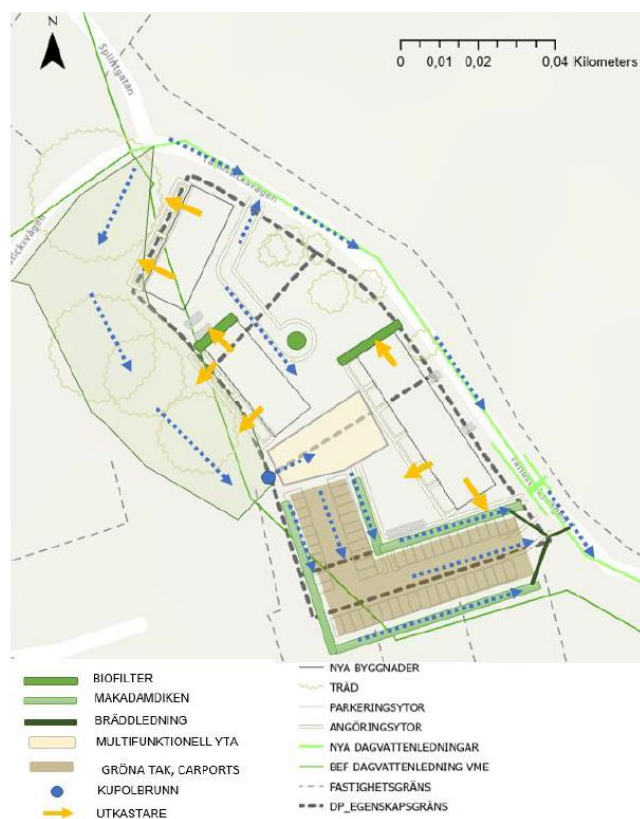 N
0 0,01 0,02 0,04 Kilometers
Splintgatan
BIOFILTER
MAKADAMDIKEN
BRÄDDLEDNING
MULTIFUNKTIONELL YTA
GRÖNA TAK, CARPORTS
KUPOLBRUNN
UTKASTARE
NYA BYGGNADER
TRÄD
PARKERINGSYTOR
ANGÖRINGSYTOR
NYA DAGVATTENLEDNINGAR
BEF DAGVATTENLEDNING VME
FASTIGHETSGRÄNS
DP_EGENSKAPSGRÄNS